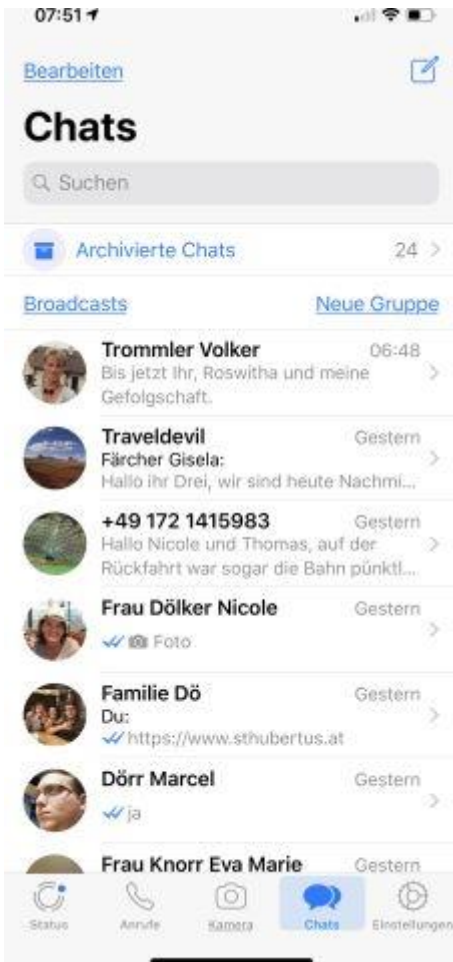 07:51
Bearbeiten
Chats
Suchen
Archivierte Chats 24
Broadcasts Neue Gruppe
Trommler Volker 06:48
Bis jetzt Ihr, Roswitha und meine
Gefolgschaft.
Traveldevil Gestern
Färcher Gisela:
Hallo ihr Drei, wir sind heute Nachmi...
+49 172 1415983 Gestern
Hallo Nicole und Thomas, auf der
Rückfahrt war sogar die Bahn pünktl...
Frau Dölker Nicole Gestern
Foto
Familie Dö Gestern
Du:
https://www.sthubertus.at
Dörr Marcel Gestern
ja
Frau Knorr Eva Marie Gestern
Status Anrufe Kamera Chats Einstellungen